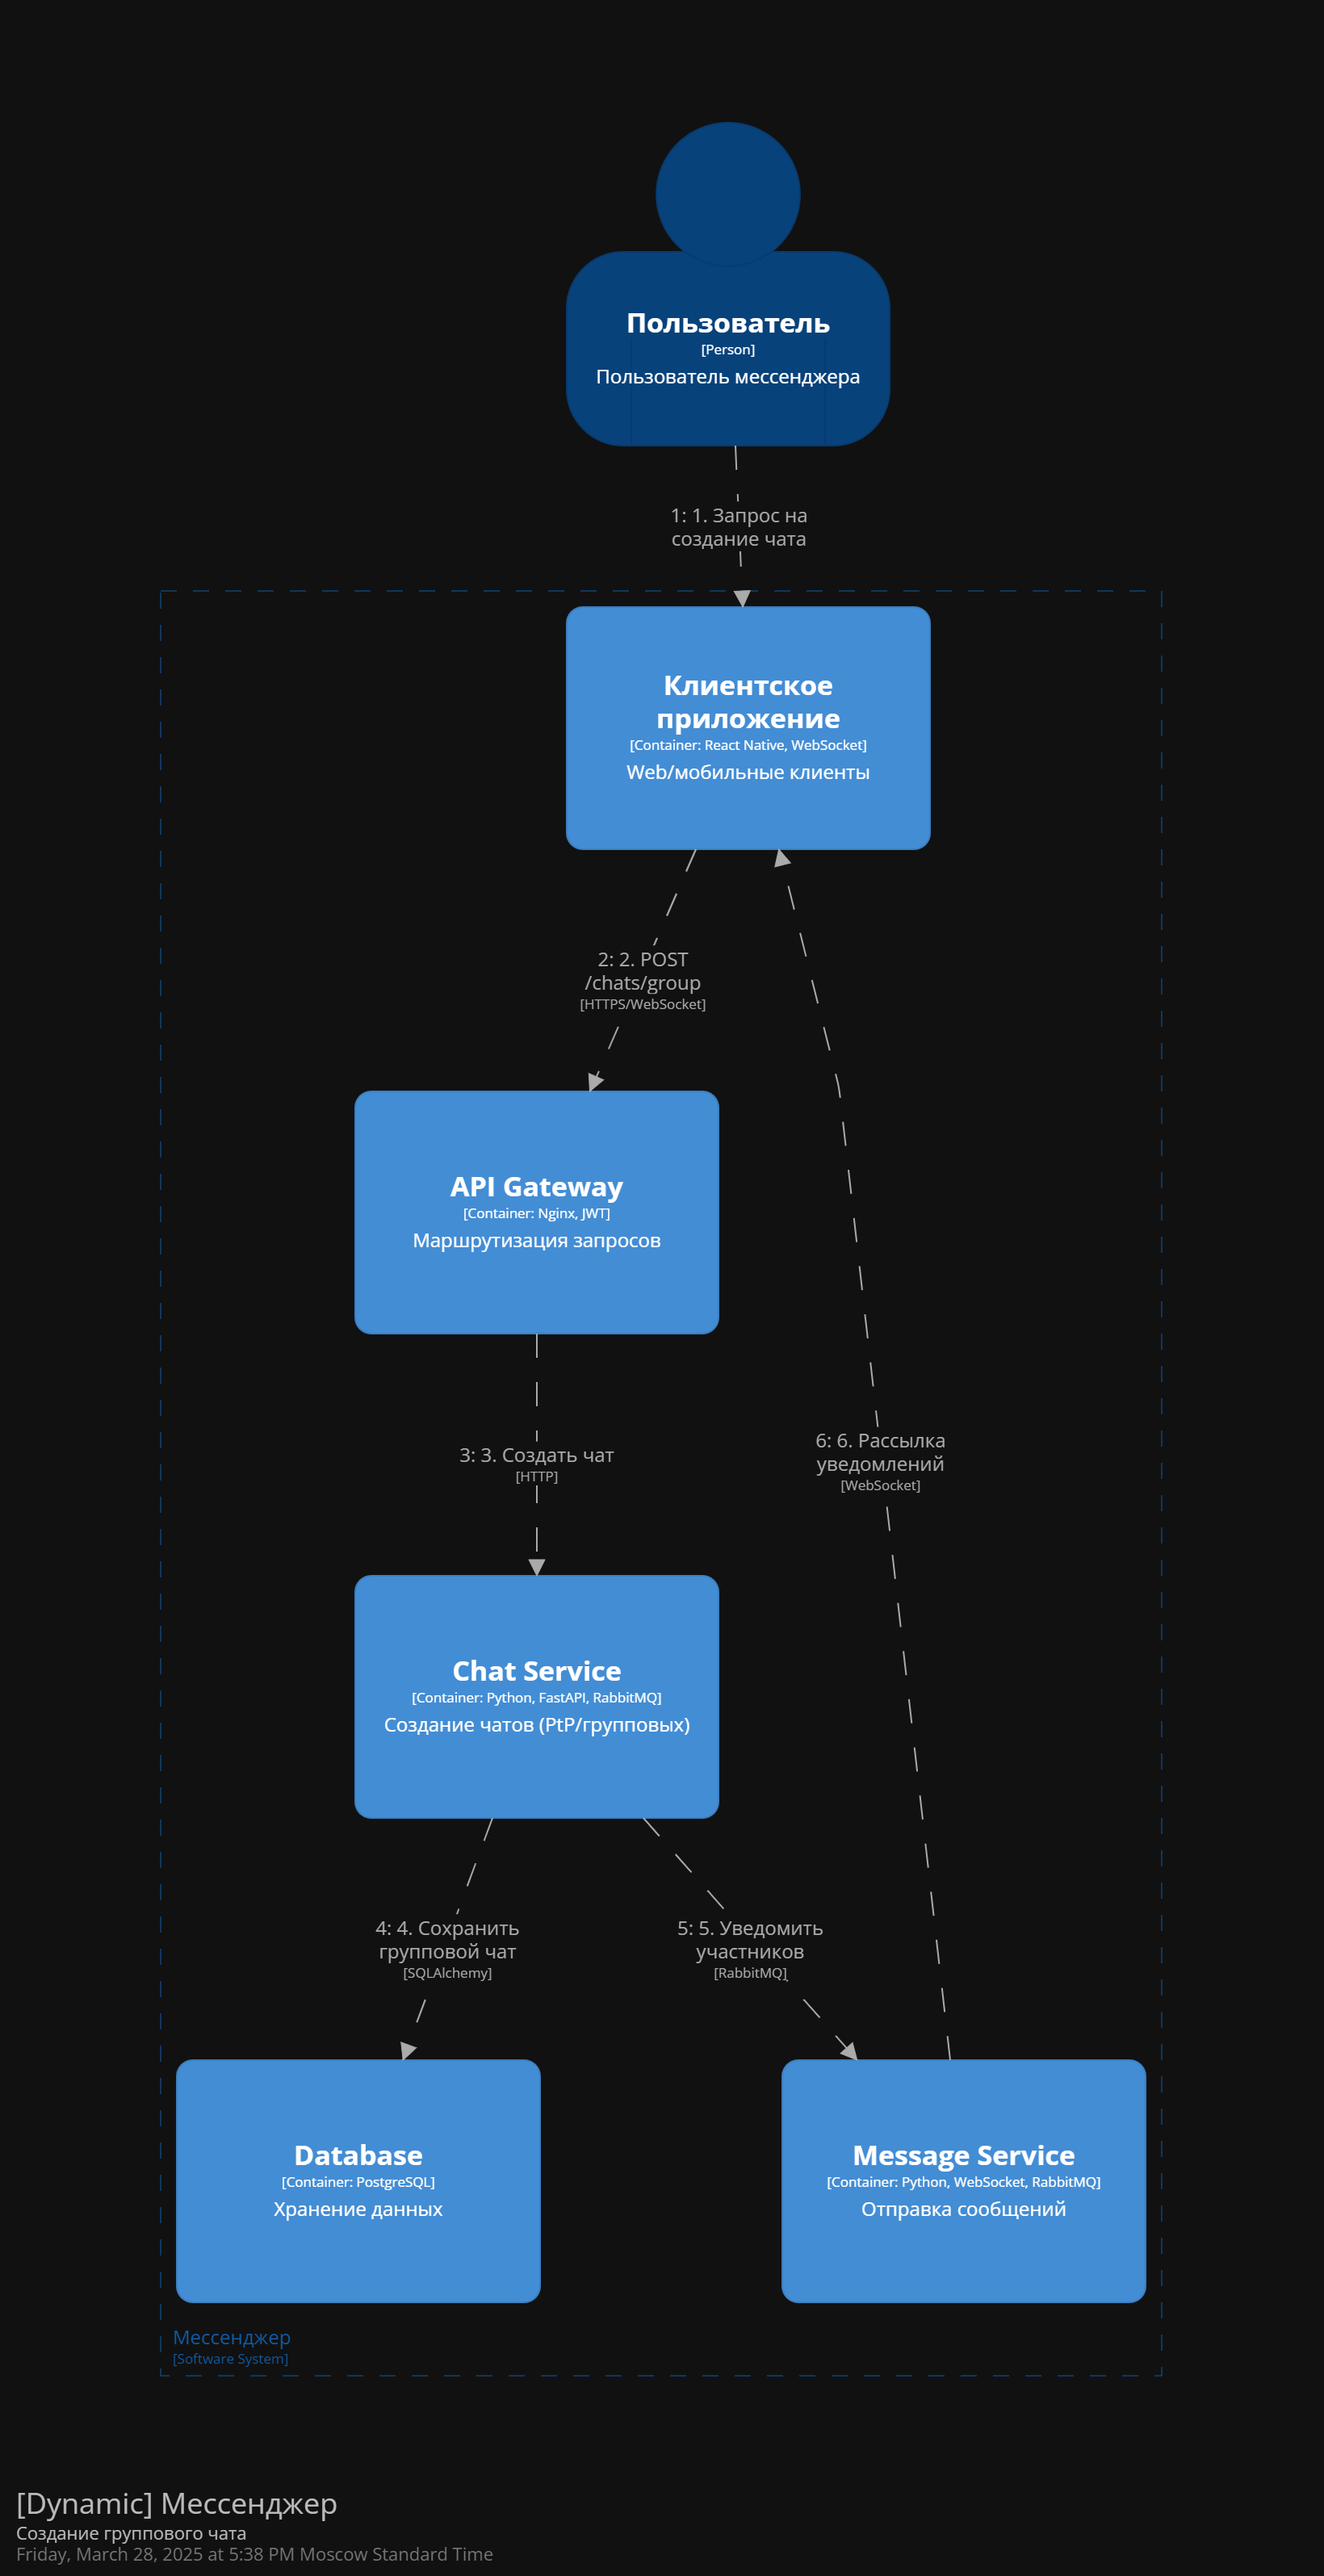 Пользователь
[Person]
Пользователь мессенджера
1: 1. Запрос на
создание чата
Клиентское
приложение
[Container: React Native, WebSocket]
Web/мобильные клиенты
2: 2. POST
/chats/group
[HTTPS/WebSocket]
API Gateway
[Container: Nginx, JWT]
Маршрутизация запросов
3: 3. Создать чат
[HTTP]
6: 6. Рассылка
уведомлений
[WebSocket]
Chat Service
[Container: Python, FastAPI, RabbitMQ]
Создание чатов (PtP/групповых)
4: 4. Сохранить
групповой чат
[SQLAlchemy]
5: 5. Уведомить
участников
[RabbitMQ]
Database
[Container: PostgreSQL]
Хранение данных
Message Service
[Container: Python, WebSocket, RabbitMQ]
Отправка сообщений
Мессенджер
[Software System]
[Dynamic] Мессенджер
Создание группового чата
Friday, March 28, 2025 at 5:38 PM Moscow Standard Time